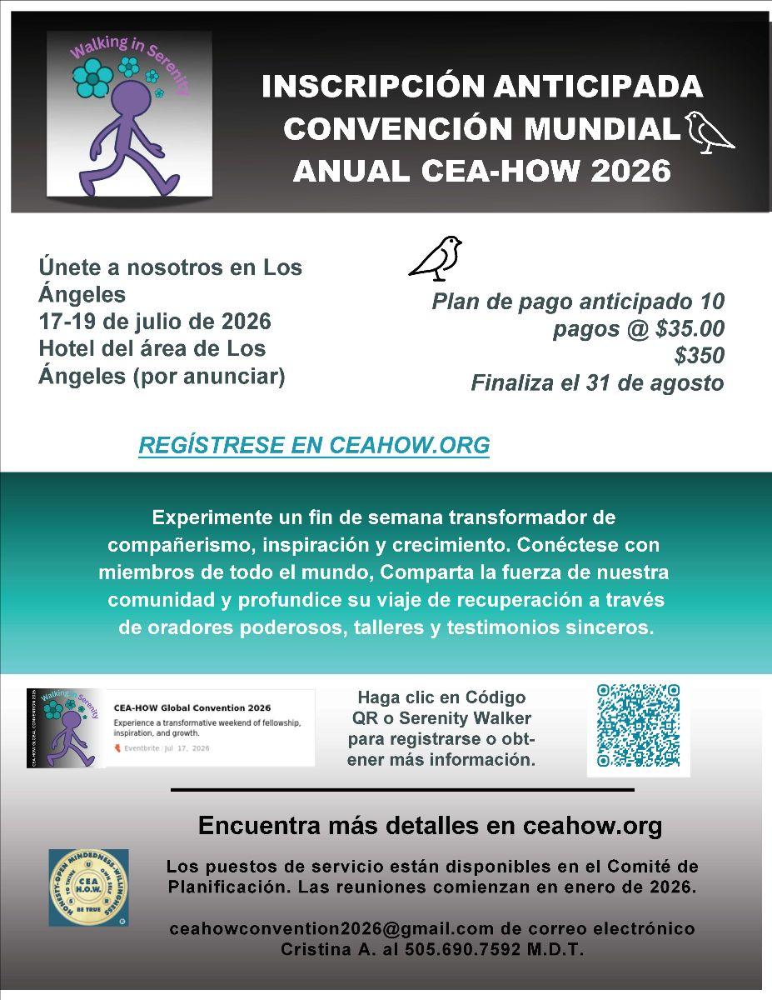 Walking in Serenity
INSCRIPCIÓN ANTICIPADA
CONVENCIÓN MUNDIAL
ANUAL CEA-HOW 2026
Únete a nosotros en Los
Ángeles
17-19 de julio de 2026
Hotel del área de Los
Ángeles (por anunciar)
Plan de pago anticipado 10
pagos @ $35.00
$350
Finaliza el 31 de agosto
REGÍSTRESE EN CEAHOW.ORG
Experimente un fin de semana transformador de
compañerismo, inspiración y crecimiento. Conéctese con
miembros de todo el mundo, Comparta la fuerza de nuestra
comunidad y profundice su viaje de recuperación a través
de oradores poderosos, talleres y testimonios sinceros.
CEA-HOW GLOBAL CONVENTION 2026
Walking in Serenity
CEA-HOW Global Convention 2026
Experience a transformative weekend of fellowship,
inspiration, and growth.
Eventbrite / Jul 17, 2026
Haga clic en Código
QR o Serenity Walker
para registrarse o obt-
ener más información.
Encuentra más detalles en ceahow.org
HONESTY-OPEN MINDEDNESS-WILLINGNESS
TO THINE OWN SELF BE TRUE
CEA
H.O.W.
Los puestos de servicio están disponibles en el Comité de
Planificación. Las reuniones comienzan en enero de 2026.
ceahowconvention2026@gmail.com de correo electrónico
Cristina A. al 505.690.7592 M.D.T.